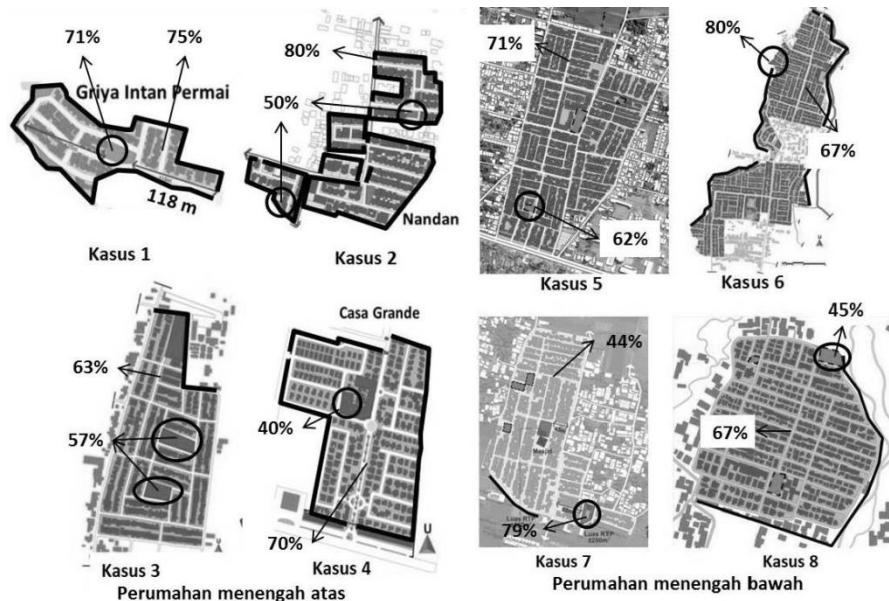 71%
75%
Griya Intan Permai
118 m
Kasus 1
80%
50%
Nandan
Kasus 2
71%
62%
Kasus 5
80%
67%
Kasus 6
63%
57%
Kasus 3
Casa Grande
40%
70%
U
Kasus 4
Perumahan menengah atas
44%
Masjid
Luas RTP
79%
Luas RTP
Kasus 7
45%
67%
Kasus 8
Perumahan menengah bawah